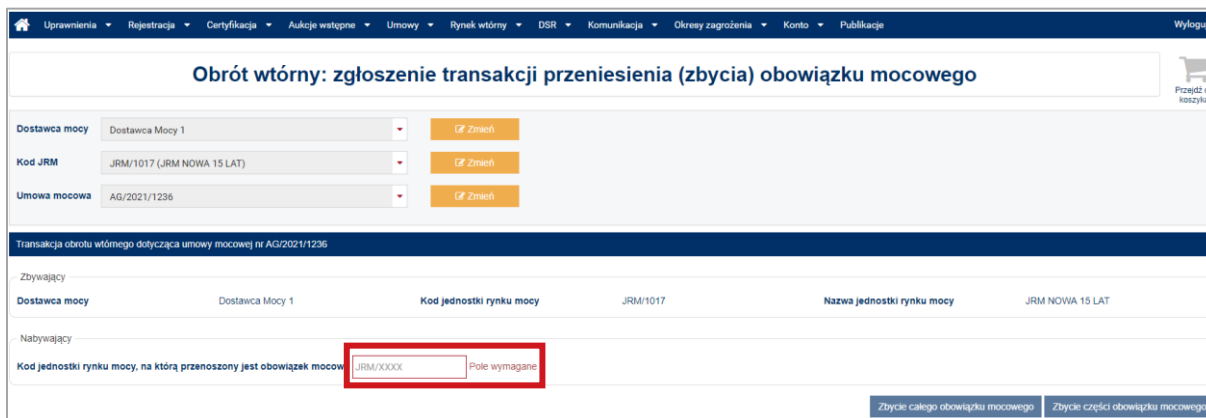 Uprawnienia Rejestracja Certyfikacja Aukcje wstępne Umowy Rynek wtórny DSR Komunikacja Okresy zagrożenia Konto Publikacje Wylogu
Obrót wtórny: zgłoszenie transakcji przeniesienia (zbycia) obowiązku mocowego
Przejdź d
koszyka
Dostawca mocy Dostawca Mocy 1 Zmień
Kod JRM JRM/1017 (JRM NOWA 15 LAT) Zmień
Umowa mocowa AG/2021/1236 Zmień
Transakcja obrotu wtórnego dotycząca umowy mocowej nr AG/2021/1236
Zbywający
Dostawca mocy Dostawca Mocy 1 Kod jednostki rynku mocy JRM/1017 Nazwa jednostki rynku mocy JRM NOWA 15 LAT
Nabywający
Kod jednostki rynku mocy, na którą przenoszony jest obowiązek mocow JRM/XXXX Pole wymagane
Zbycie całego obowiązku mocowego Zbycie części obowiązku mocowego